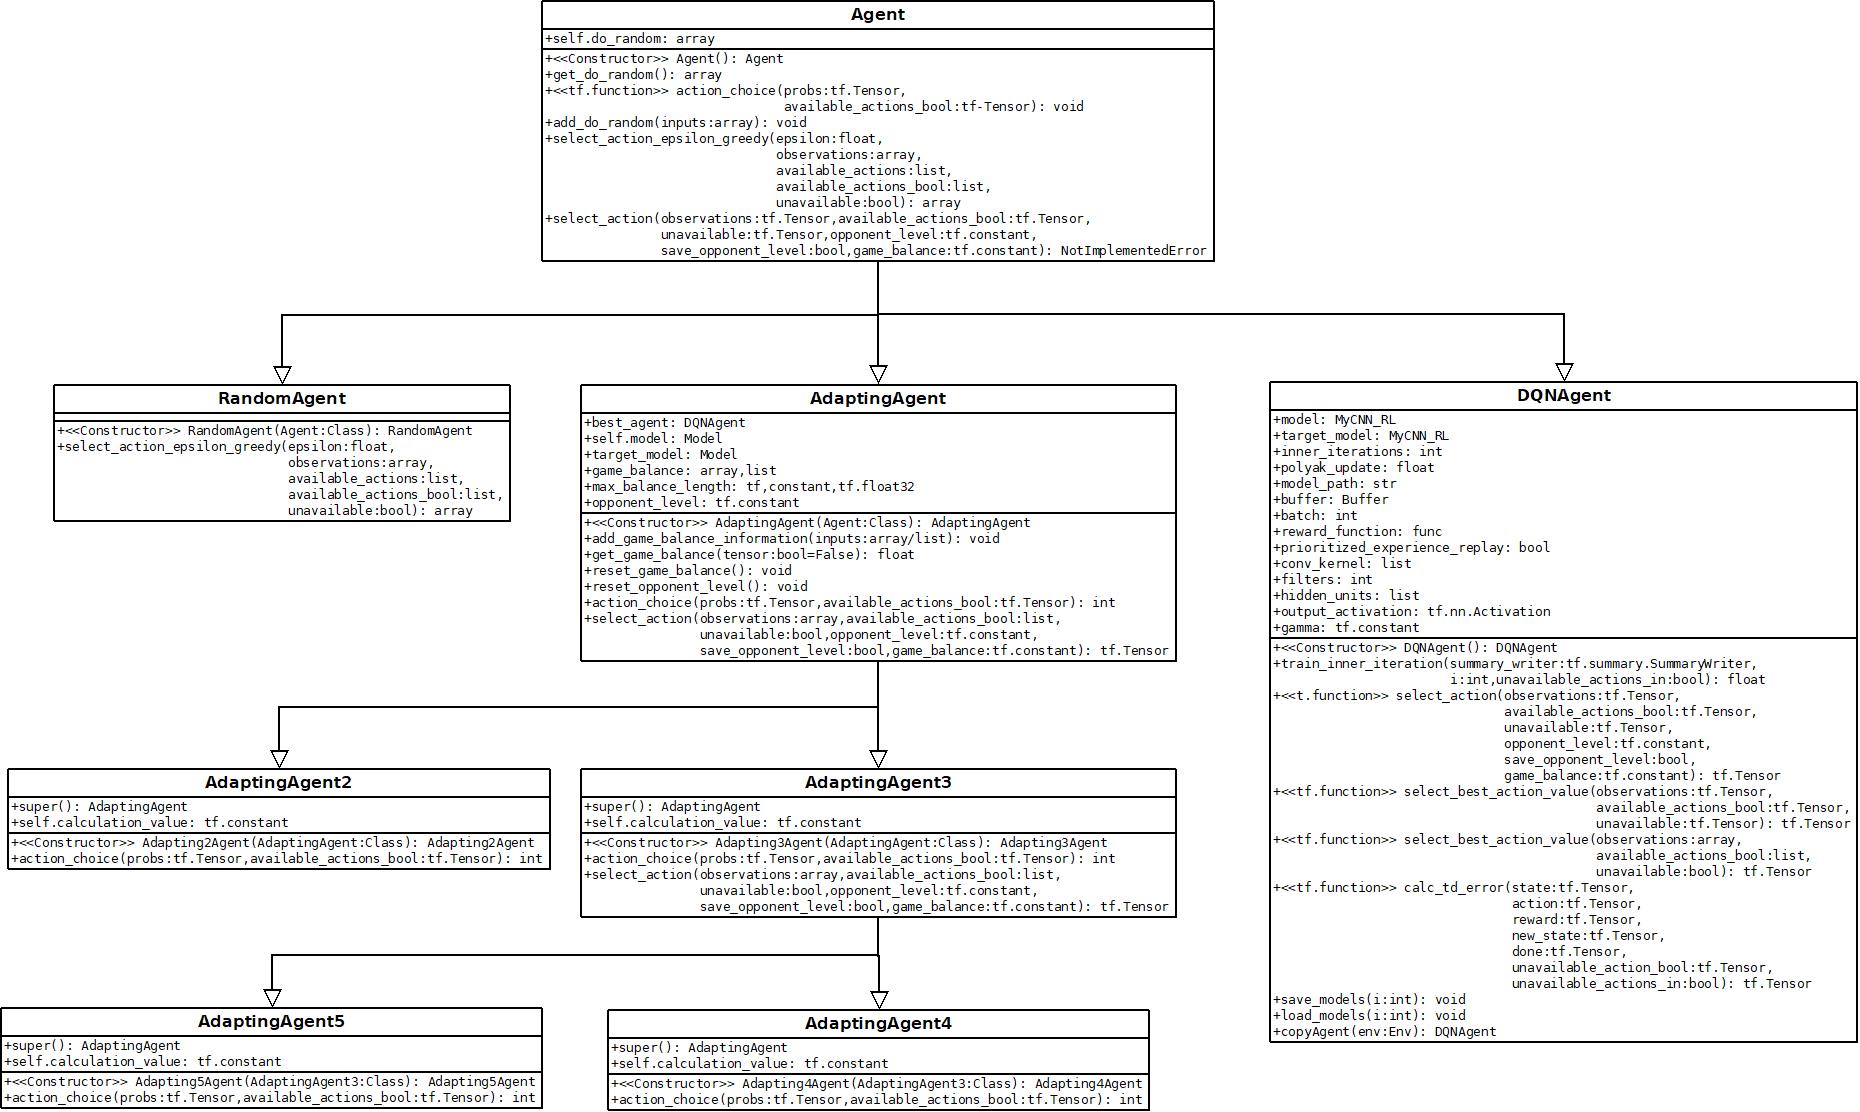 Agent
+self.do_random: array
+<<Constructor>> Agent(): Agent
+get_do_random(): array
+<<tf.function>> action_choice(probs:tf.Tensor,
available_actions_bool:tf-Tensor): void
+add_do_random(inputs:array): void
+select_action_epsilon_greedy(epsilon:float,
observations:array,
available_actions:list,
available_actions_bool:list,
unavailable:bool): array
+select_action(observations:tf.Tensor,available_actions_bool:tf.Tensor,
unavailable:tf.Tensor,opponent_level:tf.constant,
save_opponent_level:bool,game_balance:tf.constant): NotImplementedError
RandomAgent
+<<Constructor>> RandomAgent(Agent:Class): RandomAgent
+select_action_epsilon_greedy(epsilon:float,
observations:array,
available_actions:list,
available_actions_bool:list,
unavailable:bool): array
AdaptingAgent
+best_agent: DQNAgent
+self.model: Model
+target_model: Model
+game_balance: array,list
+max_balance_length: tf,constant,tf.float32
+opponent_level: tf.constant
+<<Constructor>> AdaptingAgent(Agent:Class): AdaptingAgent
+add_game_balance_information(inputs:array/list): void
+get_game_balance(tensor:bool=False): float
+reset_game_balance(): void
+reset_opponent_level(): void
+action_choice(probs:tf.Tensor,available_actions_bool:tf.Tensor): int
+select_action(observations:array,available_actions_bool:list,
unavailable:bool,opponent_level:tf.constant,
save_opponent_level:bool,game_balance:tf.constant): tf.Tensor
DQNAgent
+model: MyCNN_RL
+target_model: MyCNN_RL
+inner_iterations: int
+polyak_update: float
+model_path: str
+buffer: Buffer
+batch: int
+reward_function: func
+prioritized_experience_replay: bool
+conv_kernel: list
+filters: int
+hidden_units: list
+output_activation: tf.nn.Activation
+gamma: tf.constant
+<<Constructor>> DQNAgent(): DQNAgent
+train_inner_iteration(summary_writer:tf.summary.SummaryWriter,
i:int,unavailable_actions_in:bool): float
+<<t.function>> select_action(observations:tf.Tensor,
available_actions_bool:tf.Tensor,
unavailable:tf.Tensor,
opponent_level:tf.constant,
save_opponent_level:bool,
game_balance:tf.constant): tf.Tensor
+<<tf.function>> select_best_action_value(observations:tf.Tensor,
available_actions_bool:tf.Tensor,
unavailable:tf.Tensor): tf.Tensor
+<<tf.function>> select_best_action_value(observations:array,
available_actions_bool:list,
unavailable:bool): tf.Tensor
+<<tf.function>> calc_td_error(state:tf.Tensor,
action:tf.Tensor,
reward:tf.Tensor,
new_state:tf.Tensor,
done:tf.Tensor,
unavailable_action_bool:tf.Tensor,
unavailable_actions_in:bool): tf.Tensor
+save_models(i:int): void
+load_models(i:int): void
+copyAgent(env:Env): DQNAgent
AdaptingAgent2
+super(): AdaptingAgent
+self.calculation_value: tf.constant
+<<Constructor>> Adapting2Agent(AdaptingAgent:Class): Adapting2Agent
+action_choice(probs:tf.Tensor,available_actions_bool:tf.Tensor): int
AdaptingAgent3
+super(): AdaptingAgent
+self.calculation_value: tf.constant
+<<Constructor>> Adapting3Agent(AdaptingAgent:Class): Adapting3Agent
+action_choice(probs:tf.Tensor,available_actions_bool:tf.Tensor): int
+select_action(observations:array,available_actions_bool:list,
unavailable:bool,opponent_level:tf.constant,
save_opponent_level:bool,game_balance:tf.constant): tf.Tensor
AdaptingAgent5
+super(): AdaptingAgent
+self.calculation_value: tf.constant
+<<Constructor>> Adapting5Agent(AdaptingAgent3:Class): Adapting5Agent
+action_choice(probs:tf.Tensor,available_actions_bool:tf.Tensor): int
AdaptingAgent4
+super(): AdaptingAgent
+self.calculation_value: tf.constant
+<<Constructor>> Adapting4Agent(AdaptingAgent3:Class): Adapting4Agent
+action_choice(probs:tf.Tensor,available_actions_bool:tf.Tensor): int